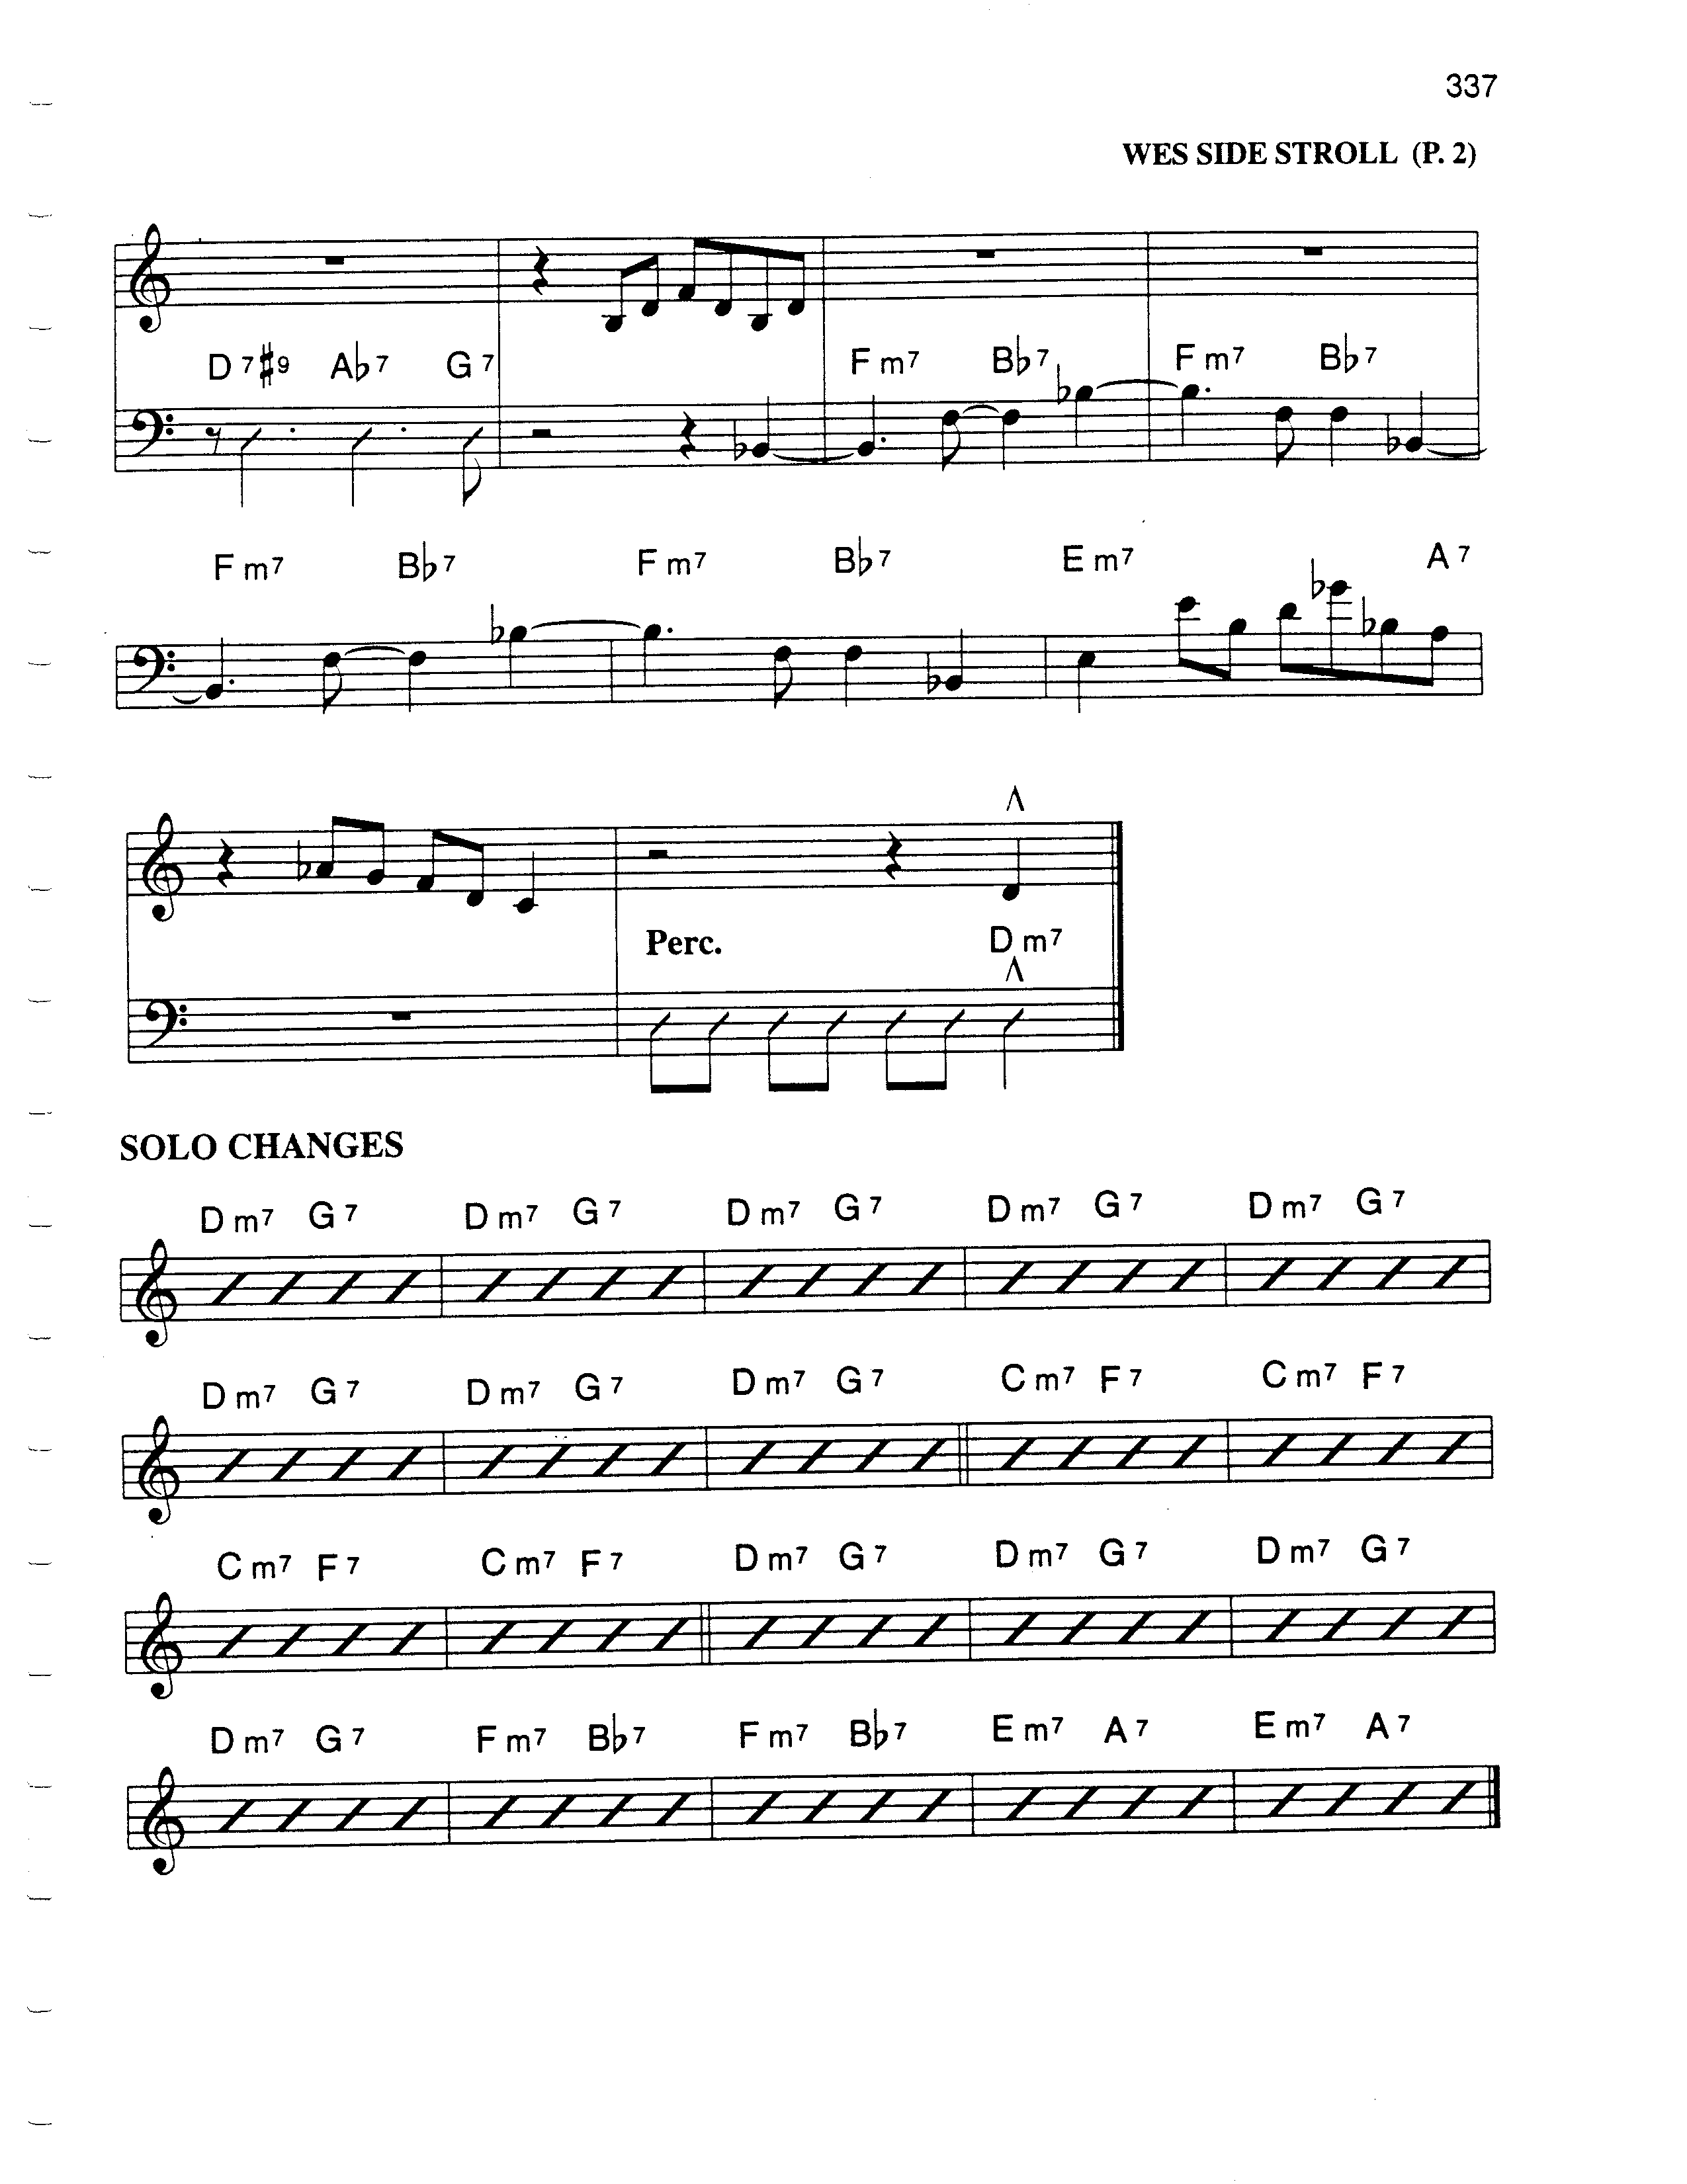 337
WES SIDE STROLL (P. 2)
D7♯9 A♭7 G7 Fm7 B♭7 Fm7 B♭7
Fm7 B♭7 Fm7 B♭7 Em7 A7
Perc. Dm7
SOLO CHANGES
Dm7 G7 Dm7 G7 Dm7 G7 Dm7 G7 Dm7 G7
Dm7 G7 Dm7 G7 Dm7 G7 Cm7 F7 Cm7 F7
Cm7 F7 Cm7 F7 Dm7 G7 Dm7 G7 Dm7 G7
Dm7 G7 Fm7 B♭7 Fm7 B♭7 Em7 A7 Em7 A7